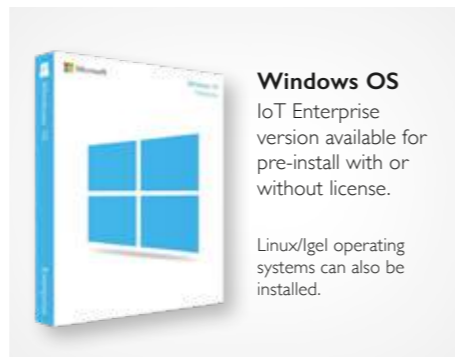 Microsoft
Windows OS
IoT Enterprise
version available for
pre-install with or
without license.
Linux/Igel operating
systems can also be
installed.